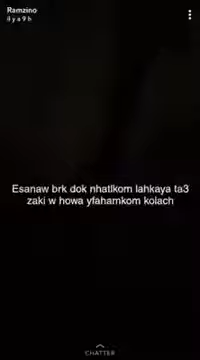 Ramzino
il y a 9 h
Esanaw brk dok nhatlkom lahkaya ta3
zaki w howa yfahamkom kolach
CHATTER